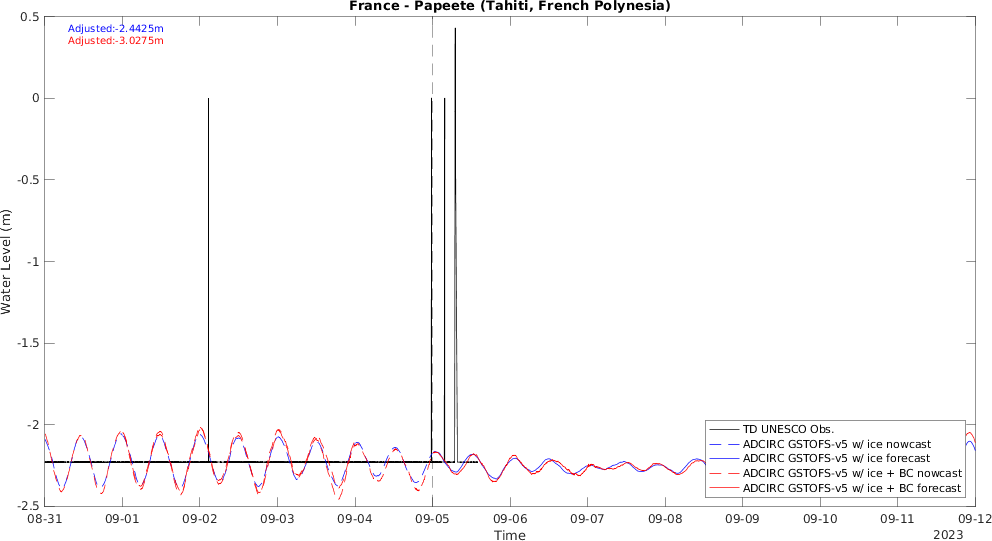 France - Papeete (Tahiti, French Polynesia)
Adjusted:-2.4425m
Adjusted:-3.0275m
0.5
0
-0.5
-1
-1.5
-2
-2.5
Water Level (m)
TD UNESCO Obs.
ADCIRC GSTOFS-v5 w/ ice nowcast
ADCIRC GSTOFS-v5 w/ ice forecast
ADCIRC GSTOFS-v5 w/ ice + BC nowcast
ADCIRC GSTOFS-v5 w/ ice + BC forecast
08-31 09-01 09-02 09-03 09-04 09-05 09-06 09-07 09-08 09-09 09-10 09-11 09-12
Time
2023